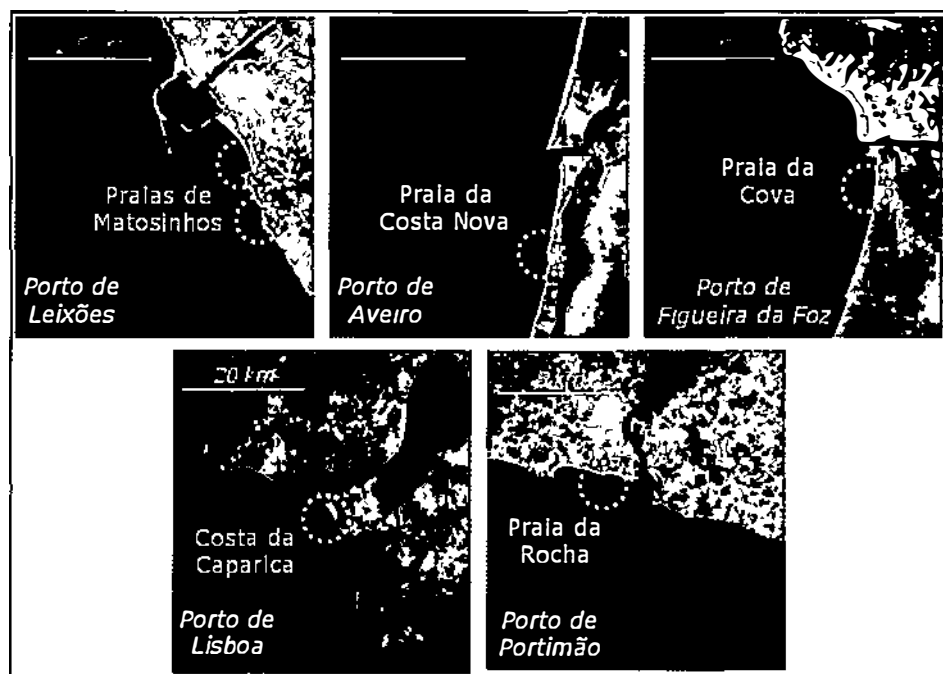 Praias de
Matosinhos
Porto de
Leixões
Praia da
Costa Nova
Porto de
Aveiro
Praia da
Cova
Porto de
Figueira da Foz
20 km
Costa da
Caparica
Porto de
Lisboa
Praia da
Rocha
Porto de
Portimão